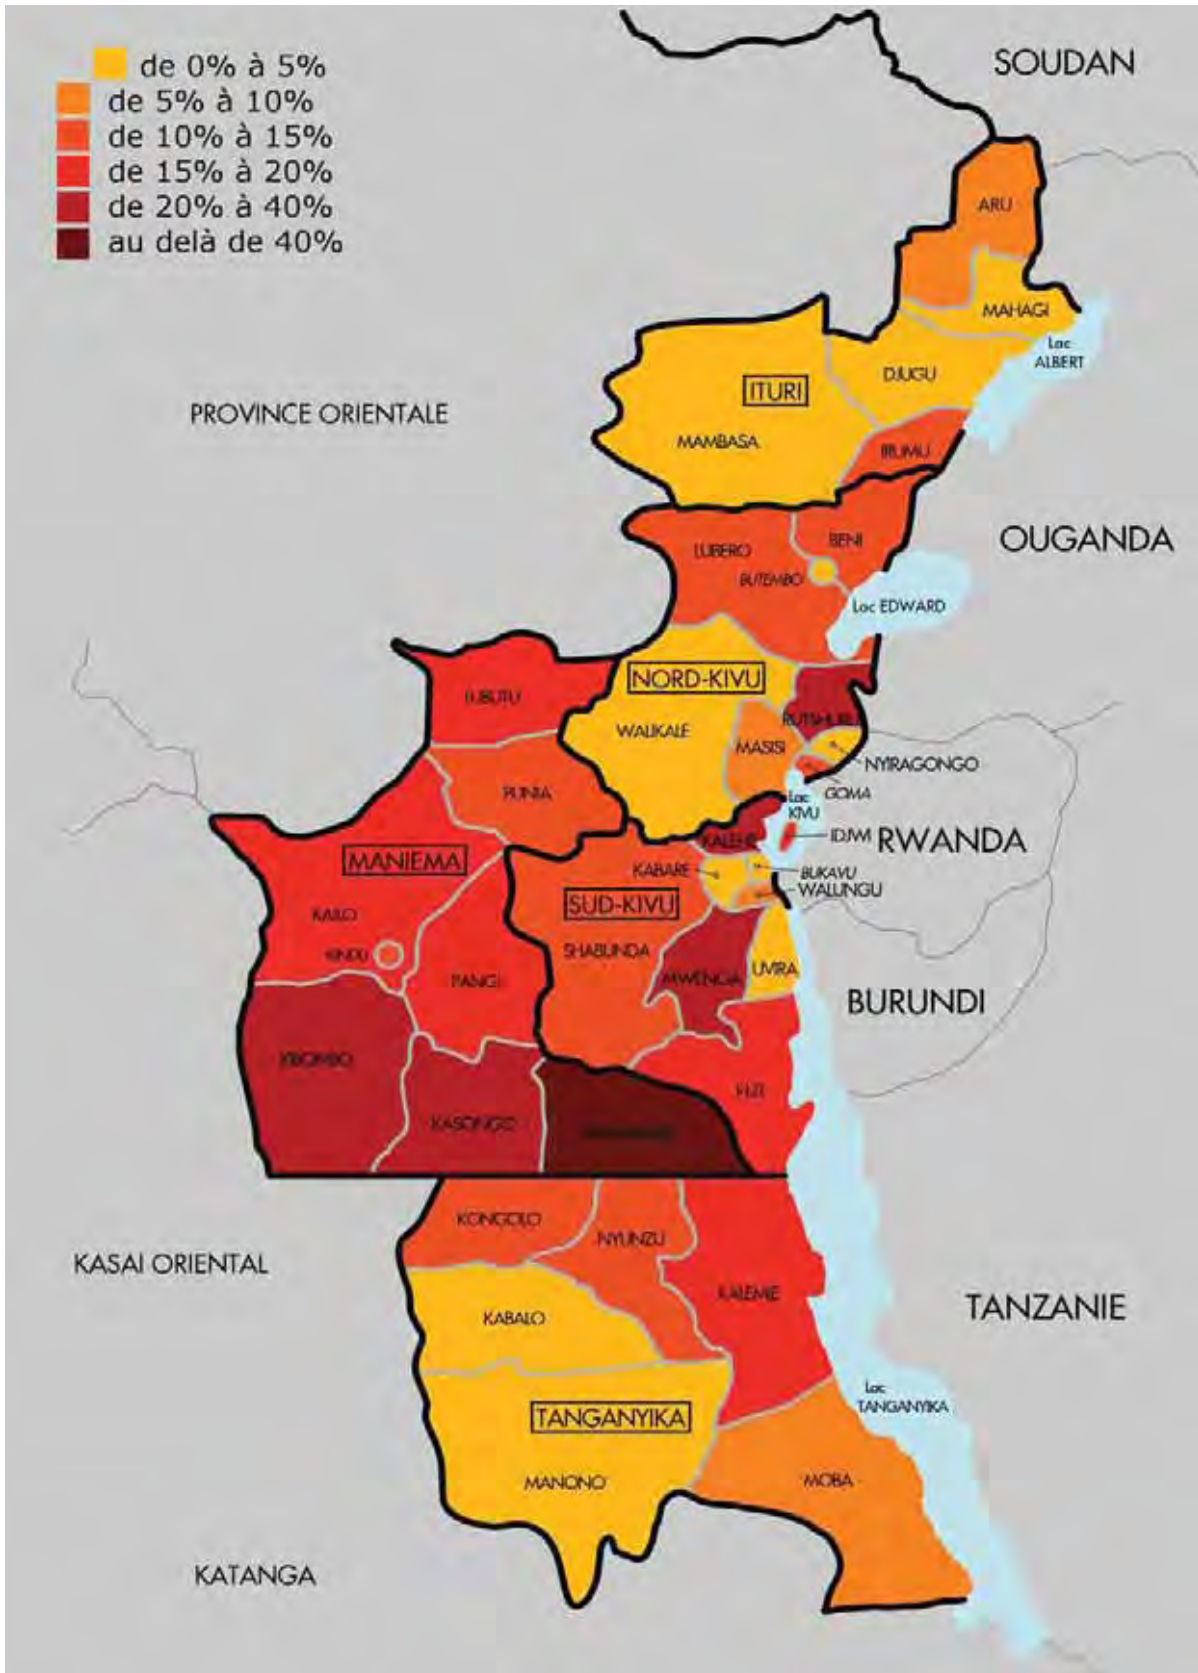 de 0% à 5%
de 5% à 10%
de 10% à 15%
de 15% à 20%
de 20% à 40%
au delà de 40%
SOUDAN
ARU
MAHAGI
Lac
ALBERT
DJUGU
ITURI
PROVINCE ORIENTALE
MAMBASA
IRUMU
OUGANDA
BENI
LUBERO
BUTEMBO
Lac EDWARD
NORD-KIVU
LUBUTU
RUTSHURU
WALIKALE
MASISI
NYIRAGONGO
GOMA
PUNIA
Lac
KIVU
IDJWI
RWANDA
KALEHE
MANIEMA
KABARE
BUKAVU
WALUNGU
SUD-KIVU
KAILO
SHABUNDA
KINDU
UVIRA
PANGI
MWENGA
BURUNDI
KIBOMBO
FIZI
KASONGO
KONGOLO
NYUNZU
KASAI ORIENTAL
KALEMIE
TANZANIE
KABALO
Lac
TANGANYIKA
TANGANYIKA
MANONO
MOBA
KATANGA